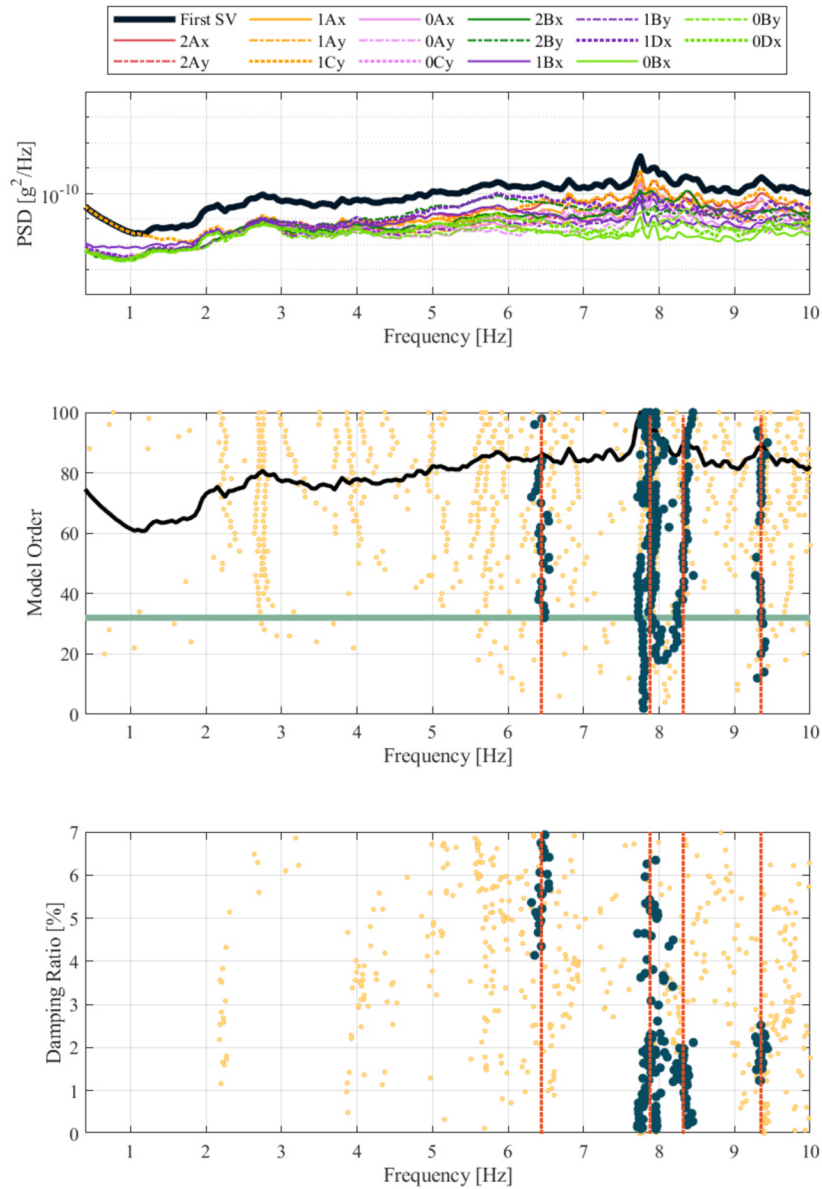 First SV 1Ax 0Ax 2Bx 1By 0By
2Ax 1Ay 0Ay 2By 1Dx 0Dx
2Ay 1Cy 0Cy 1Bx 0Bx
PSD [g²/Hz]
10⁻¹⁰
1 2 3 4 5 6 7 8 9 10
Frequency [Hz]
Model Order
100
80
60
40
20
0
1 2 3 4 5 6 7 8 9 10
Frequency [Hz]
Damping Ratio [%]
7
6
5
4
3
2
1
0
1 2 3 4 5 6 7 8 9 10
Frequency [Hz]